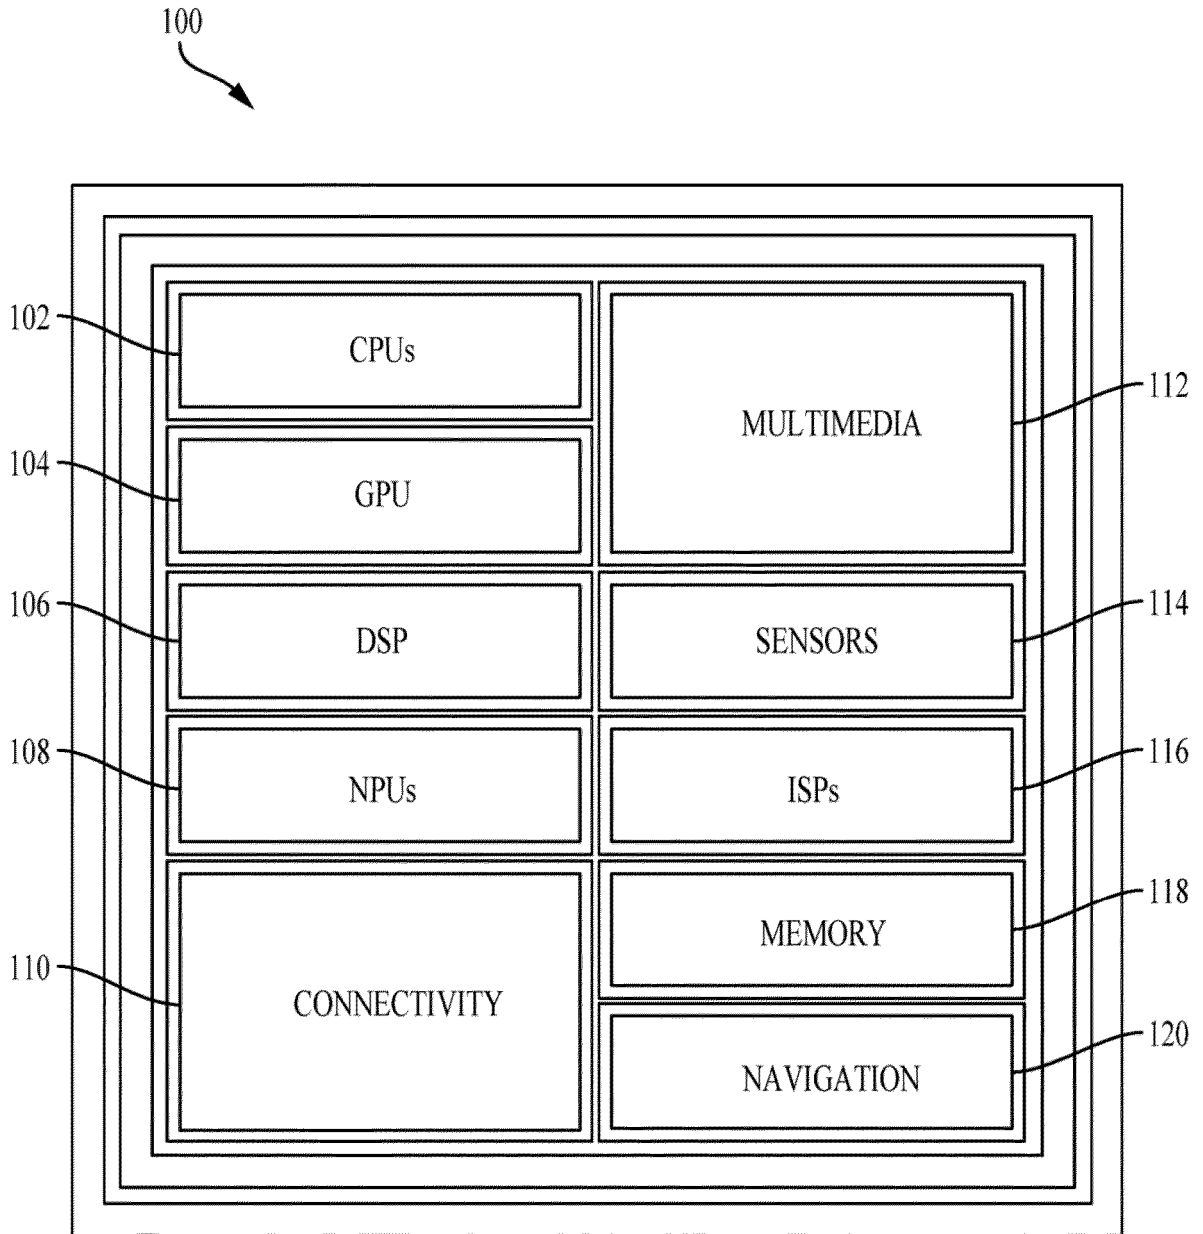 100
102
CPUs
MULTIMEDIA
112
104
GPU
106
DSP
SENSORS
114
108
NPUs
ISPs
116
110
CONNECTIVITY
MEMORY
118
NAVIGATION
120